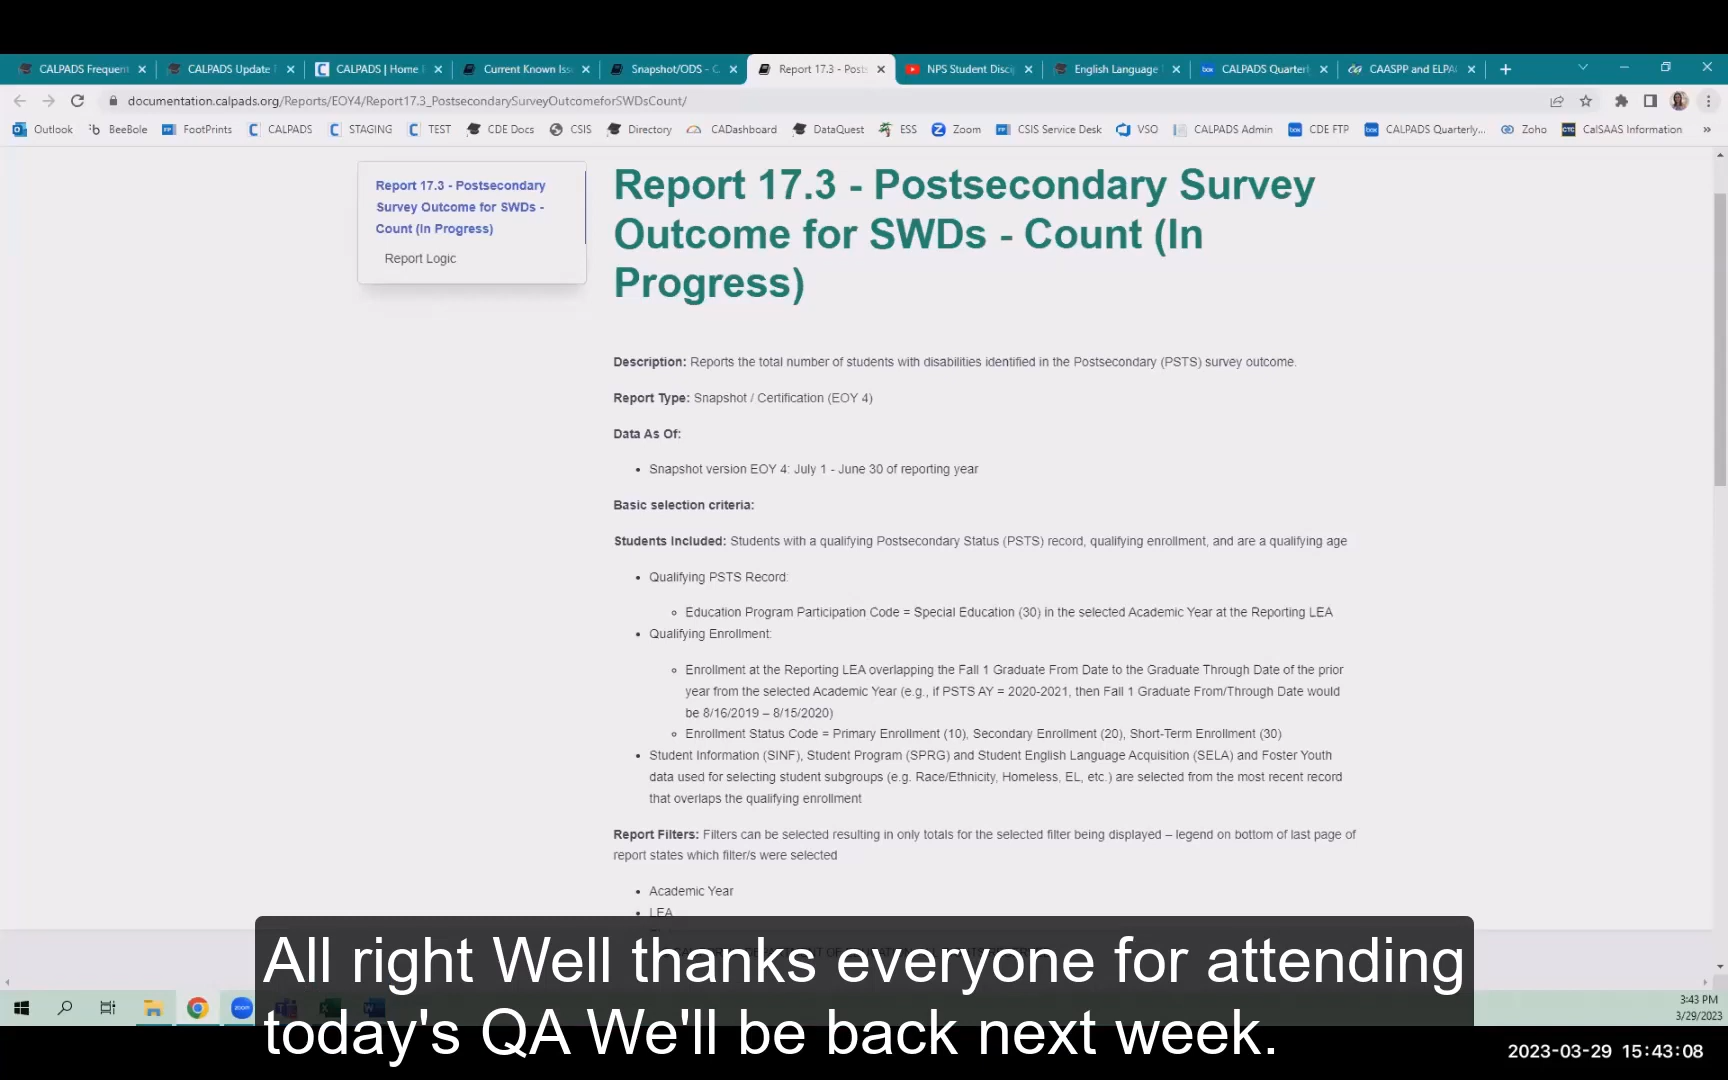 CALPADS Frequent
CALPADS Update
CALPADS | Home
Current Known Iss
Snapshot/ODS - C
Report 17.3 - Posts
NPS Student Disci
English Language
CALPADS Quarter
CAASPP and ELPA
documentation.calpads.org/Reports/EOY4/Report17.3_PostsecondarySurveyOutcomeforSWDsCount/
Outlook
BeeBole
FootPrints
CALPADS
STAGING
TEST
CDE Docs
CSIS
Directory
CADashboard
DataQuest
ESS
Zoom
CSIS Service Desk
VSO
CALPADS Admin
CDE FTP
CALPADS Quarterly...
Zoho
CalSAAS Information
Report 17.3 - Postsecondary
Survey Outcome for SWDs -
Count (In Progress)
Report Logic
Report 17.3 - Postsecondary Survey
Outcome for SWDs - Count (In
Progress)
Description: Reports the total number of students with disabilities identified in the Postsecondary (PSTS) survey outcome.
Report Type: Snapshot / Certification (EOY 4)
Data As Of:
Snapshot version EOY 4: July 1 - June 30 of reporting year
Basic selection criteria:
Students Included: Students with a qualifying Postsecondary Status (PSTS) record, qualifying enrollment, and are a qualifying age
Qualifying PSTS Record:
Education Program Participation Code = Special Education (30) in the selected Academic Year at the Reporting LEA
Qualifying Enrollment:
Enrollment at the Reporting LEA overlapping the Fall 1 Graduate From Date to the Graduate Through Date of the prior
year from the selected Academic Year (e.g., if PSTS AY = 2020-2021, then Fall 1 Graduate From/Through Date would
be 8/16/2019 – 8/15/2020)
Enrollment Status Code = Primary Enrollment (10), Secondary Enrollment (20), Short-Term Enrollment (30)
Student Information (SINF), Student Program (SPRG) and Student English Language Acquisition (SELA) and Foster Youth
data used for selecting student subgroups (e.g. Race/Ethnicity, Homeless, EL, etc.) are selected from the most recent record
that overlaps the qualifying enrollment
Report Filters: Filters can be selected resulting in only totals for the selected filter being displayed – legend on bottom of last page of
report states which filter/s were selected
Academic Year
LEA
All right Well thanks everyone for attending
today's QA We'll be back next week.
3:43 PM
3/29/2023
2023-03-29 15:43:08